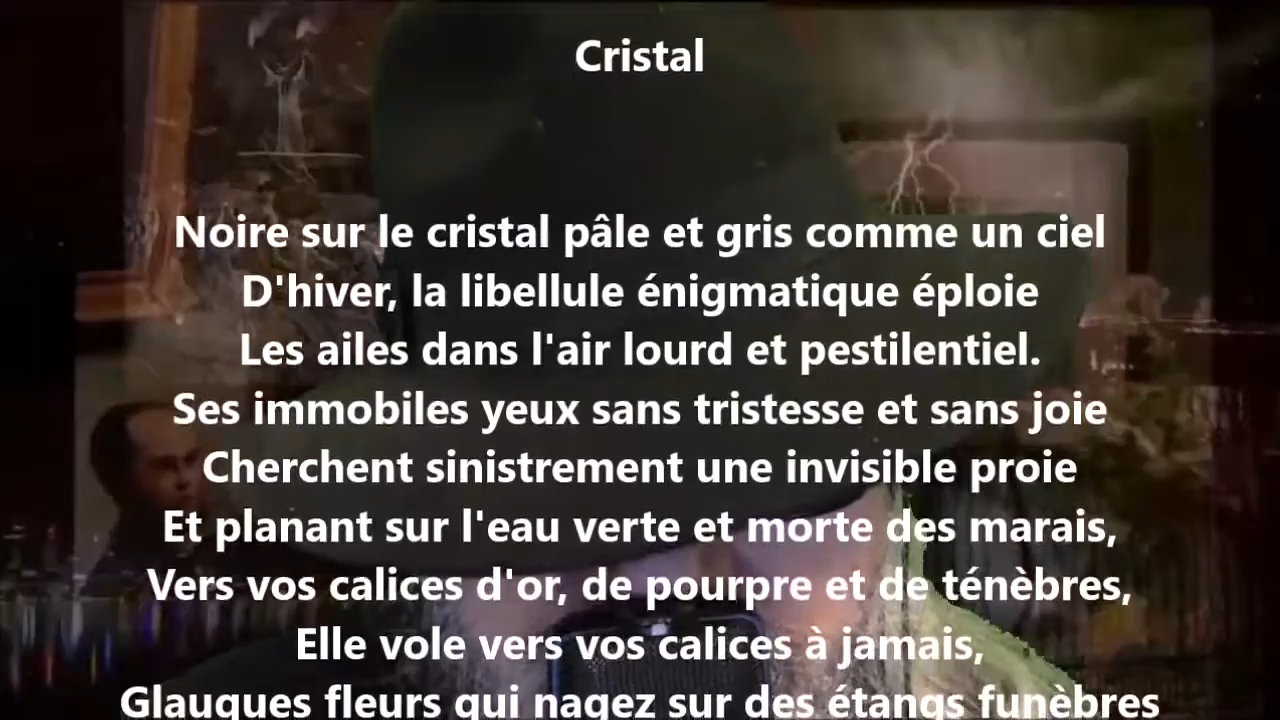 Cristal
Noire sur le cristal pâle et gris comme un ciel
D'hiver, la libellule énigmatique éploie
Les ailes dans l'air lourd et pestilentiel.
Ses immobiles yeux sans tristesse et sans joie
Cherchent sinistrement une invisible proie
Et planant sur l'eau verte et morte des marais,
Vers vos calices d'or, de pourpre et de ténèbres,
Elle vole vers vos calices à jamais,
Glauques fleurs qui nagez sur des étangs funèbres